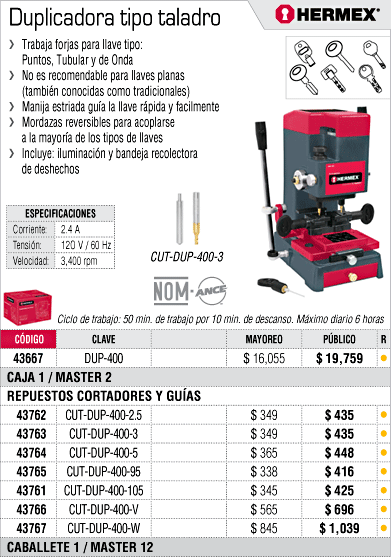 Duplicadora tipo taladro
HERMEX®
❯ Trabaja forjas para llave tipo:
Puntos, Tubular y de Onda
❯ No es recomendable para llaves planas
(también conocidas como tradicionales)
❯ Manija estriada guía la llave rápida y facilmente
❯ Mordazas reversibles para acoplarse
a la mayoría de los tipos de llaves
❯ Incluye: iluminación y bandeja recolectora
de deshechos
HERMEX
ESPECIFICACIONES
Corriente: 2.4 A
Tensión: 120 V / 60 Hz
Velocidad: 3,400 rpm
CUT-DUP-400-3
NOM-ANCE
Ciclo de trabajo: 50 min. de trabajo por 10 min. de descanso. Máximo diario 6 horas
CÓDIGO CLAVE MAYOREO PÚBLICO R
43667 DUP-400 $ 16,055 $ 19,759
CAJA 1 / MASTER 2
REPUESTOS CORTADORES Y GUÍAS
43762 CUT-DUP-400-2.5 $ 349 $ 435
43763 CUT-DUP-400-3 $ 349 $ 435
43764 CUT-DUP-400-5 $ 365 $ 448
43765 CUT-DUP-400-95 $ 338 $ 416
43761 CUT-DUP-400-105 $ 345 $ 425
43766 CUT-DUP-400-V $ 565 $ 696
43767 CUT-DUP-400-W $ 845 $ 1,039
CABALLETE 1 / MASTER 12